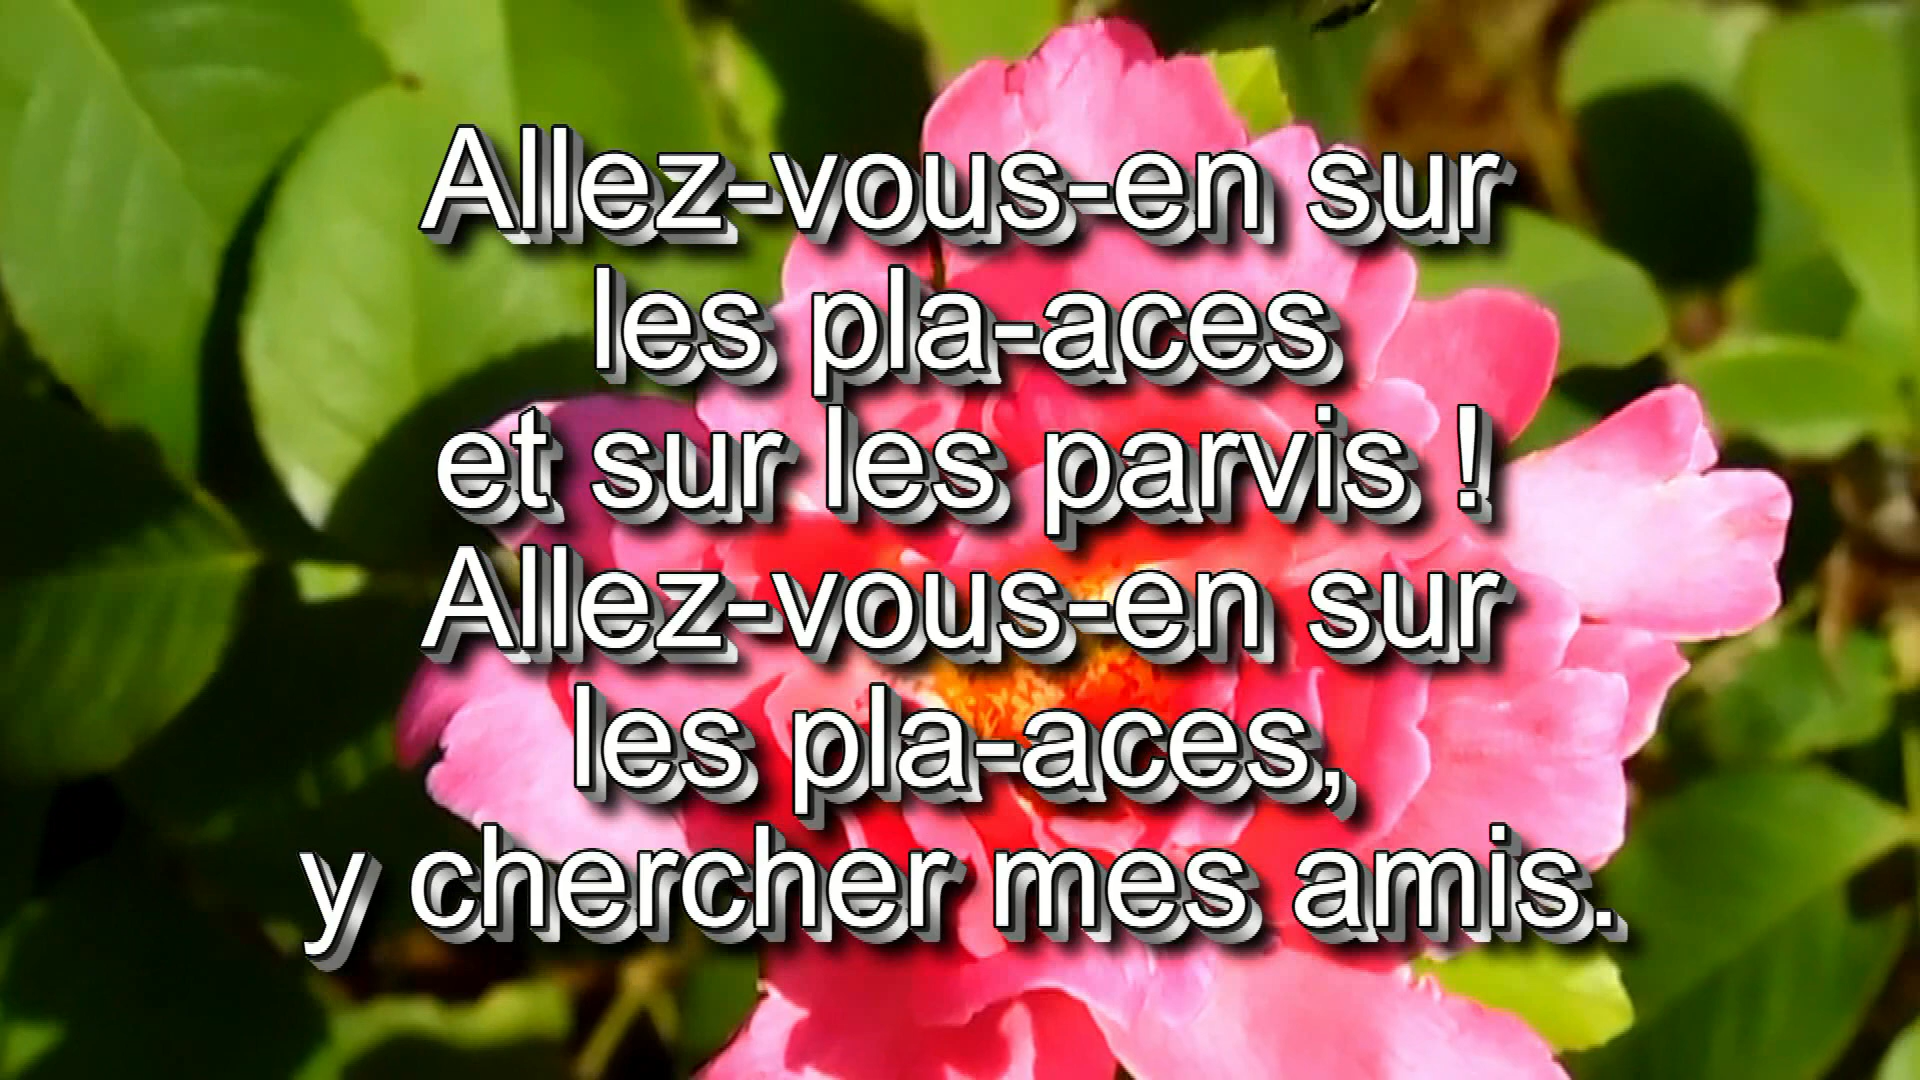 Allez-vous-en sur
les pla-aces
et sur les parvis !
Allez-vous-en sur
les pla-aces,
y chercher mes amis.